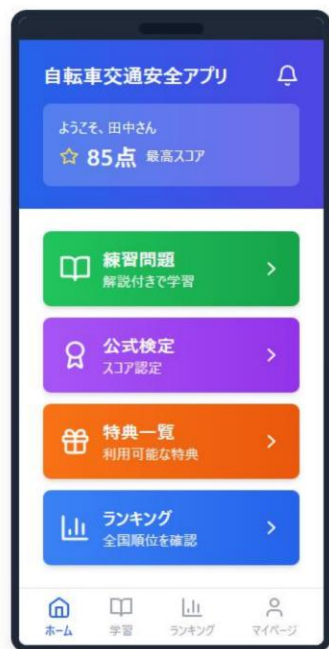 自転車交通安全アプリ
ようこそ、田中さん
85点 最高スコア
練習問題
解説付きで学習
公式検定
スコア認定
特典一覧
利用可能な特典
ランキング
全国順位を確認
ホーム 学習 ランキング マイページ